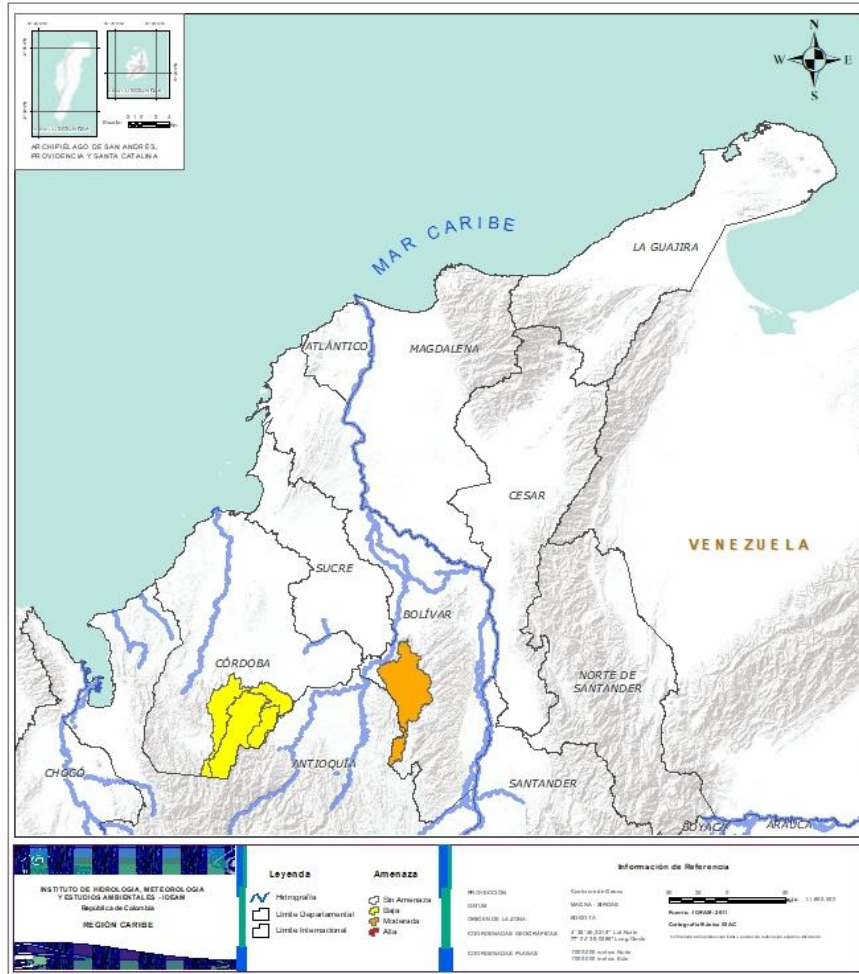 ARCHIPIÉLAGO DE SAN ANDRÉS,
PROVIDENCIA Y SANTA CATALINA
N
W
E
S
MAR CARIBE
LA GUAJIRA
ATLÁNTICO
MAGDALENA
CESAR
VENEZUELA
SUCRE
BOLÍVAR
CÓRDOBA
NORTE DE
SANTANDER
ANTIOQUÍA
CHOCÓ
SANTANDER
BOYACÁ
ARAUCA
INSTITUTO DE HIDROLOGIA, METEOROLOGIA
Y ESTUDIOS AMBIENTALES - IDEAM
República de Colombia
REGIÓN CARIBE
Leyenda
Hidrografía
Límite Departamental
Límite Internacional
Amenaza
Sin Amenaza
Baja
Moderada
Alta
Información de Referencia
PROYECCIÓN
DATUM
ORIGEN DE LA ZONA
BOGOTÁ
COORDENADAS GEOGRÁFICAS
COORDENADAS PLANAS